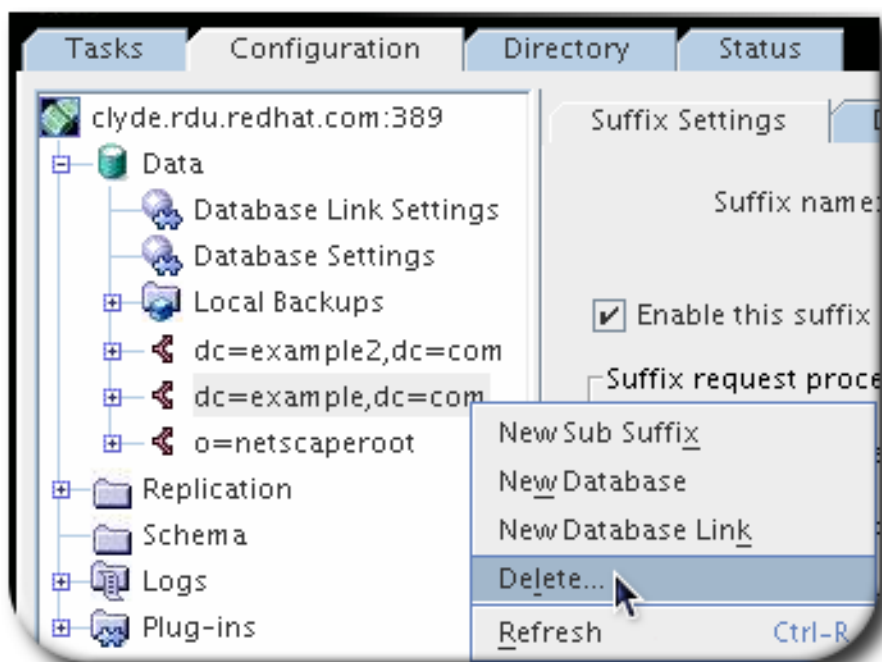 Tasks
Configuration
Directory
Status
clyde.rdu.redhat.com:389
Data
Database Link Settings
Database Settings
Local Backups
dc=example2,dc=com
dc=example,dc=com
o=netscaperoot
Replication
Schema
Logs
Plug-ins
Suffix Settings
Suffix name:
Enable this suffix
Suffix request proce
New Sub Suffix
New Database
New Database Link
Delete...
Refresh Ctrl-R